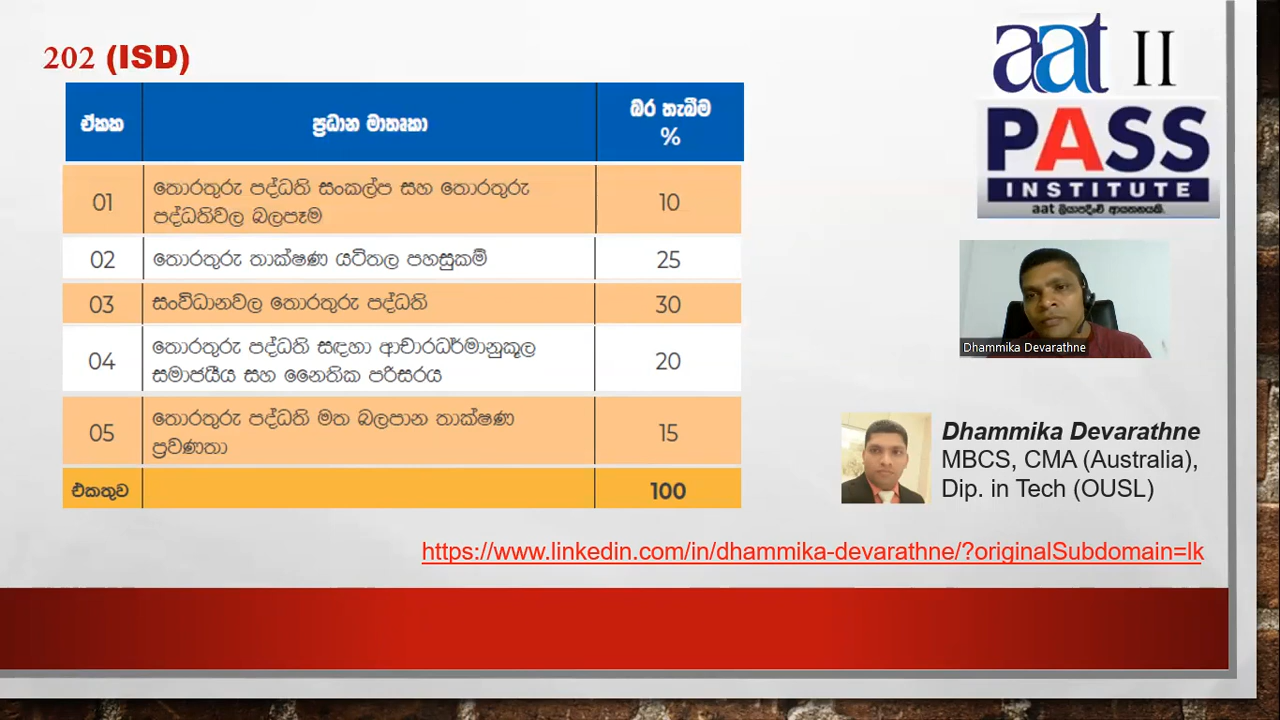 202 (ISD)
ඒකක
ප්‍රධාන මාතෘකා
බර තැබීම
%
01
තොරතුරු පද්ධති සංකල්ප සහ තොරතුරු
පද්ධතිවල බලපෑම
10
02
තොරතුරු තාක්ෂණ යටිතල පහසුකම්
25
03
සංවිධානවල තොරතුරු පද්ධති
30
04
තොරතුරු පද්ධති සඳහා ආචාරධර්මානුකූල
සමාජයීය සහ නෛතික පරිසරය
20
05
තොරතුරු පද්ධති මත බලපාන තාක්ෂණ
ප්‍රවණතා
15
එකතුව
100
aat II
PASS
INSTITUTE
aat ලියාපදිංචි ආයතනයකි.
Dhammika Devarathne
Dhammika Devarathne
MBCS, CMA (Australia),
Dip. in Tech (OUSL)
https://www.linkedin.com/in/dhammika-devarathne/?originalSubdomain=lk